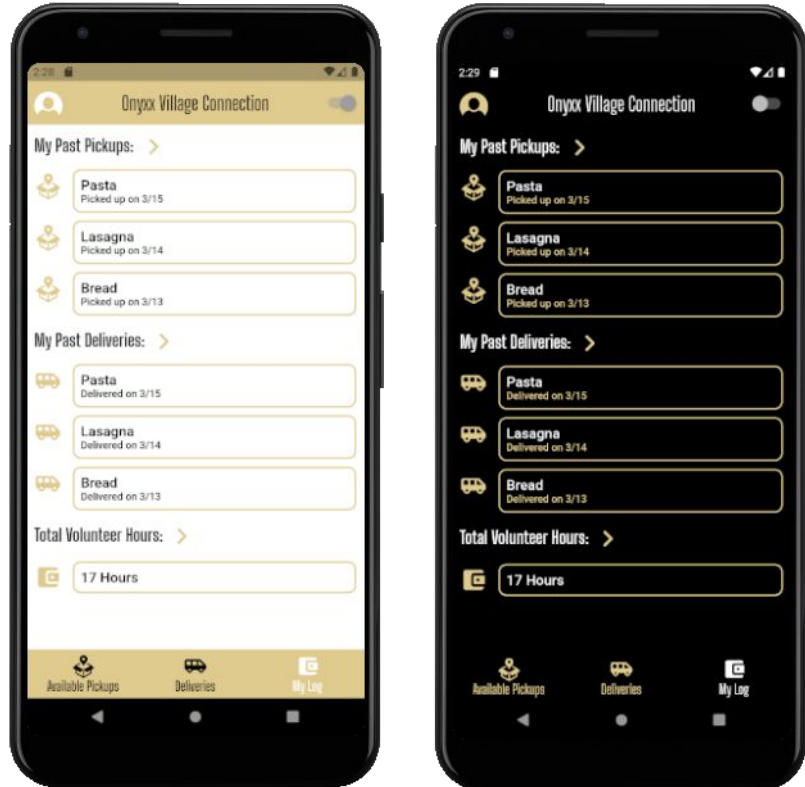 2:28
Onyxx Village Connection
My Past Pickups:
Pasta
Picked up on 3/15
Lasagna
Picked up on 3/14
Bread
Picked up on 3/13
My Past Deliveries:
Pasta
Delivered on 3/15
Lasagna
Delivered on 3/14
Bread
Delivered on 3/13
Total Volunteer Hours:
17 Hours
Available Pickups
Deliveries
My Log
2:29
Onyxx Village Connection
My Past Pickups:
Pasta
Picked up on 3/15
Lasagna
Picked up on 3/14
Bread
Picked up on 3/13
My Past Deliveries:
Pasta
Delivered on 3/15
Lasagna
Delivered on 3/14
Bread
Delivered on 3/13
Total Volunteer Hours:
17 Hours
Available Pickups
Deliveries
My Log